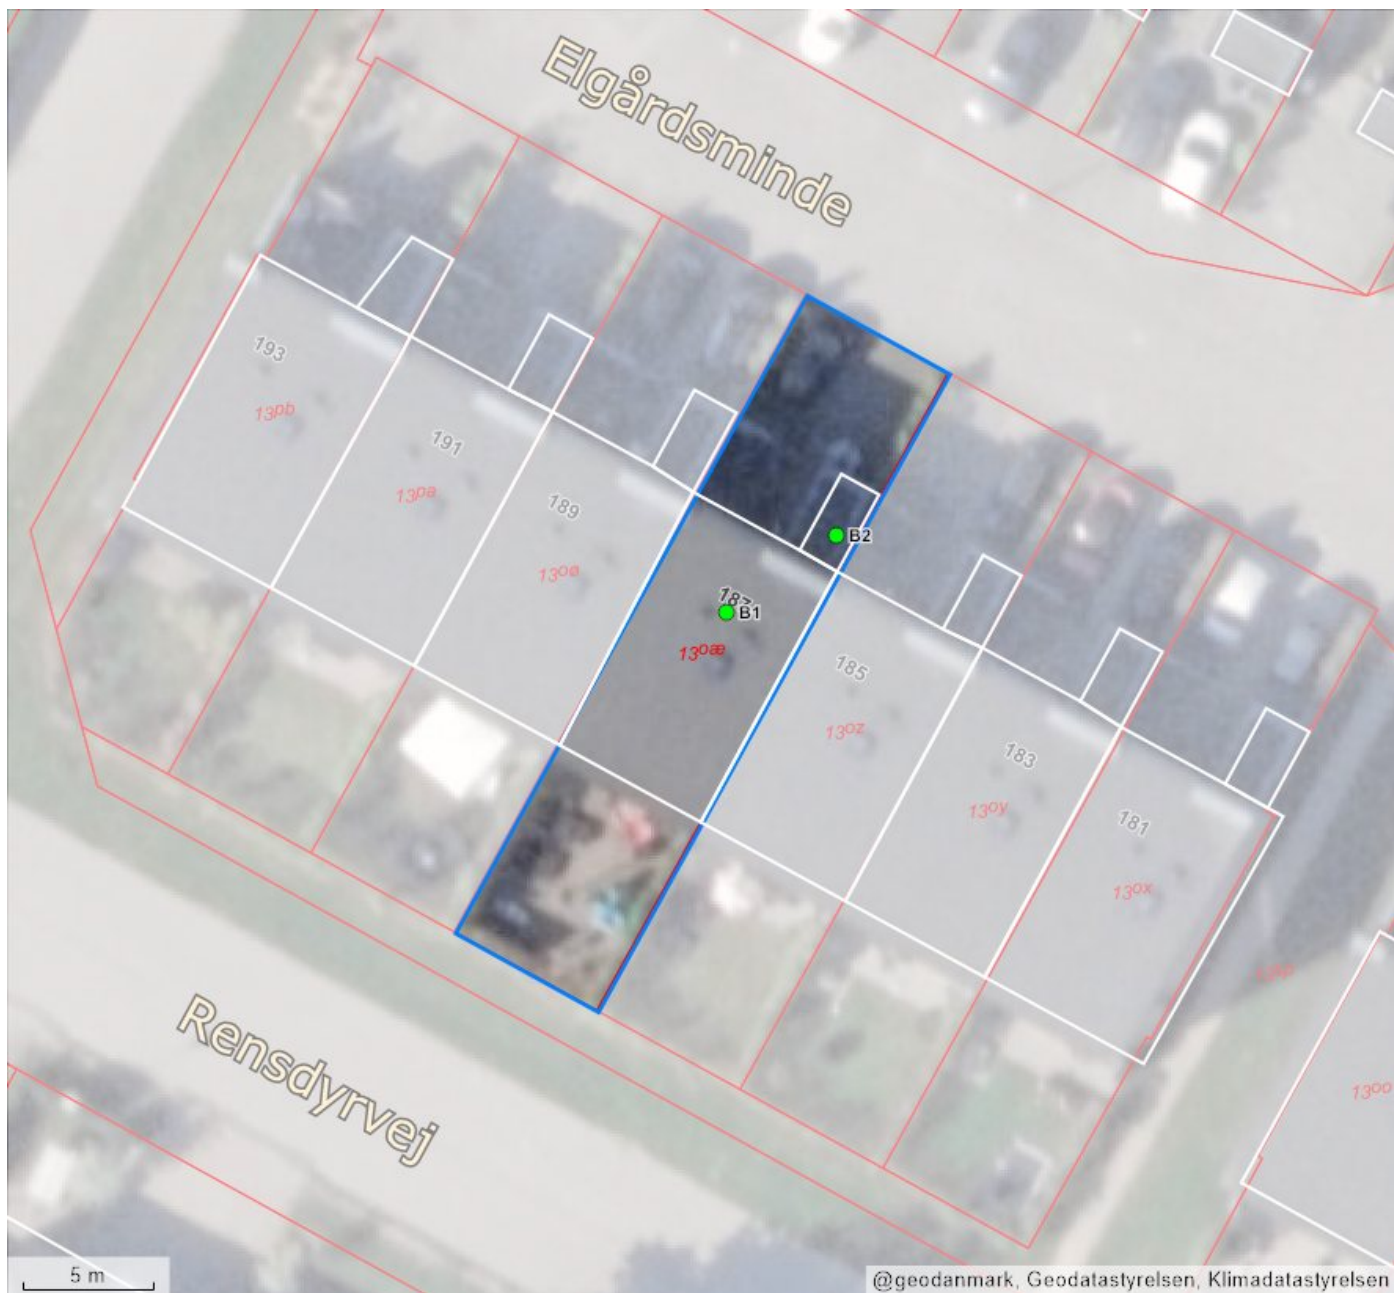 Elgårdsminde
193
13pb
191
13pa
189
13oø
187
B2
B1
13oæ
185
13oz
183
13oy
181
13ox
13oo
Rensdyrvej
5 m
@geodanmark, Geodatastyrelsen, Klimadatastyrelsen